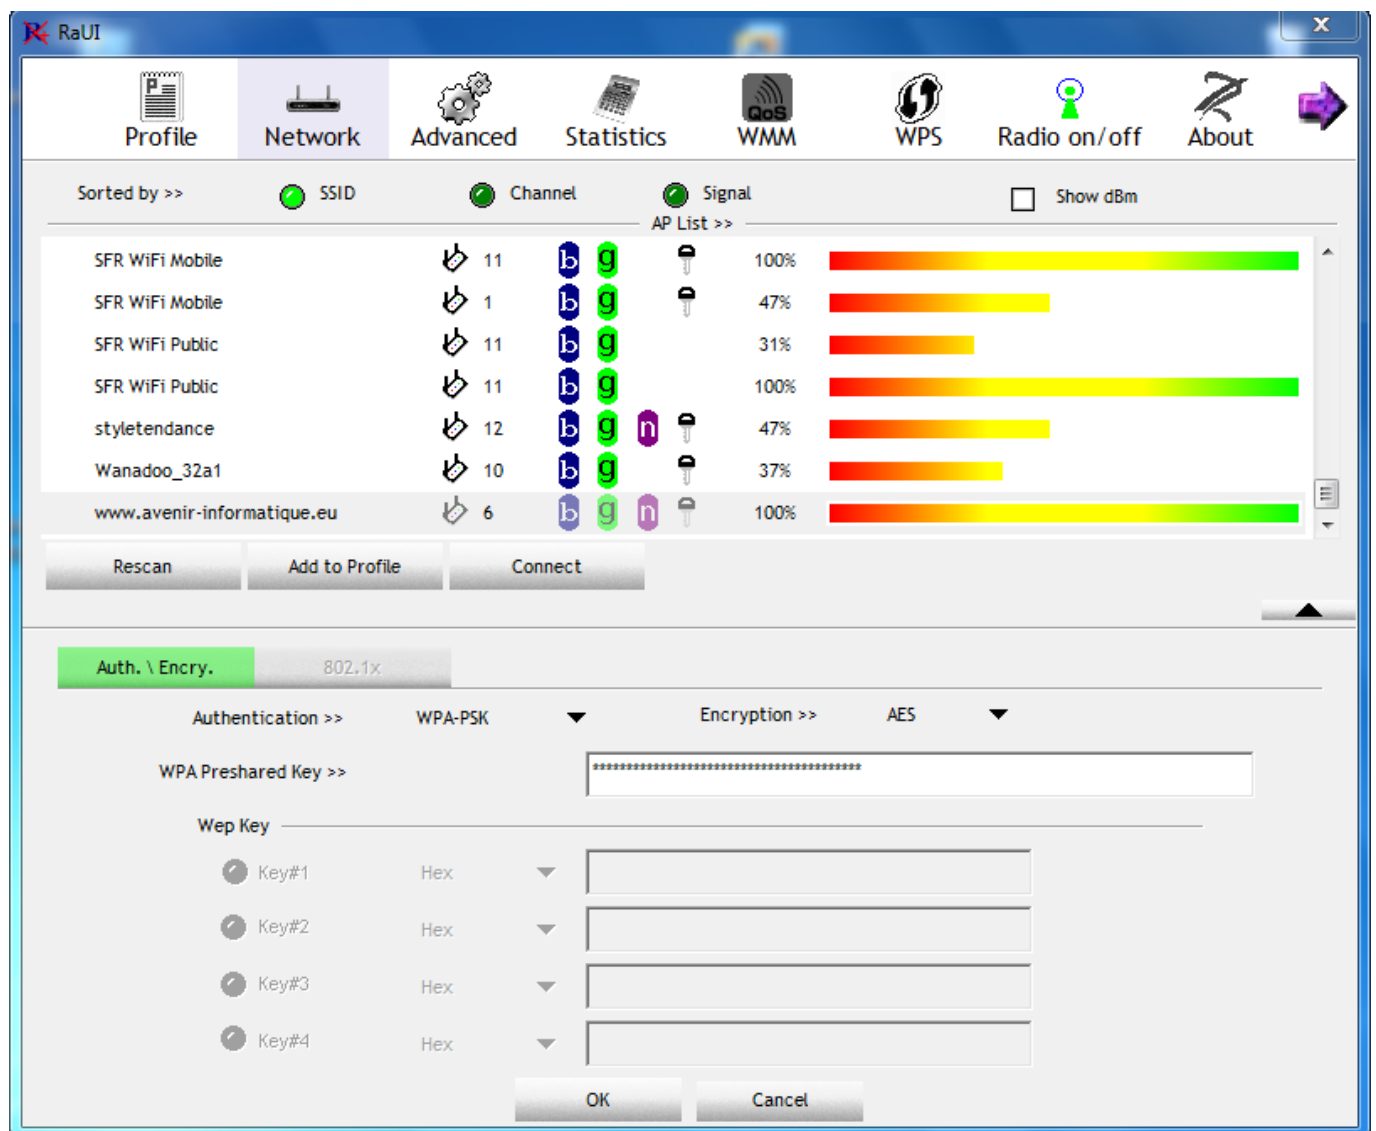 RaUI
x
Profile Network Advanced Statistics QoS WMM WPS Radio on/off About
Sorted by >> SSID Channel Signal Show dBm
AP List >>
SFR WiFi Mobile 11 b g 100%
SFR WiFi Mobile 1 b g 47%
SFR WiFi Public 11 b g 31%
SFR WiFi Public 11 b g 100%
styletendance 12 b g n 47%
Wanadoo_32a1 10 b g 37%
www.avenir-informatique.eu 6 b g n 100%
Rescan Add to Profile Connect
Auth. \ Encry. 802.1x
Authentication >> WPA-PSK Encryption >> AES
WPA Preshared Key >> ****************************************
Wep Key
Key#1 Hex
Key#2 Hex
Key#3 Hex
Key#4 Hex
OK Cancel